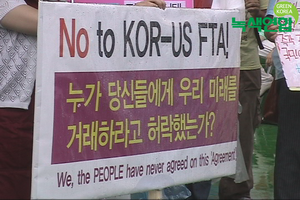 GREEN KOREA
녹색연합
No to KOR-US FTA!
누가 당신들에게 우리 미래를
거래하라고 허락했는가?
We, the PEOPLE have never agreed on this 'Agreement'